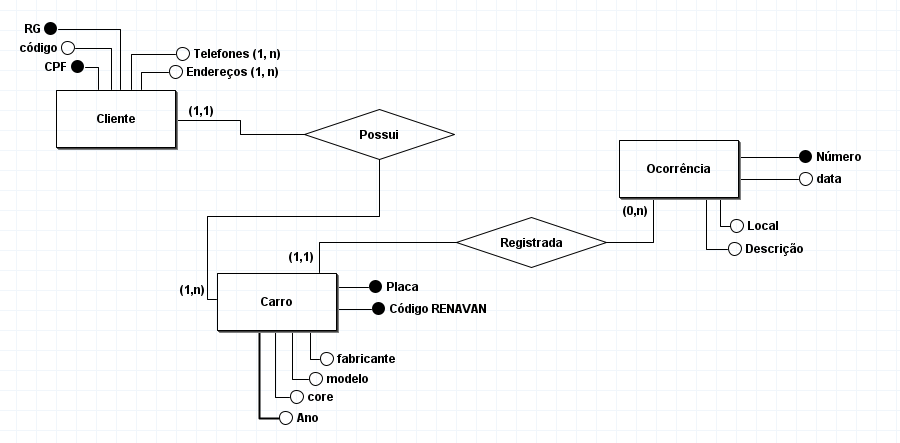 RG
código
CPF
Telefones (1, n)
Endereços (1, n)
Cliente
(1,1)
Possui
Ocorrência
Número
data
(0,n)
Local
Descrição
Registrada
(1,1)
(1,n)
Carro
Placa
Código RENAVAN
fabricante
modelo
core
Ano